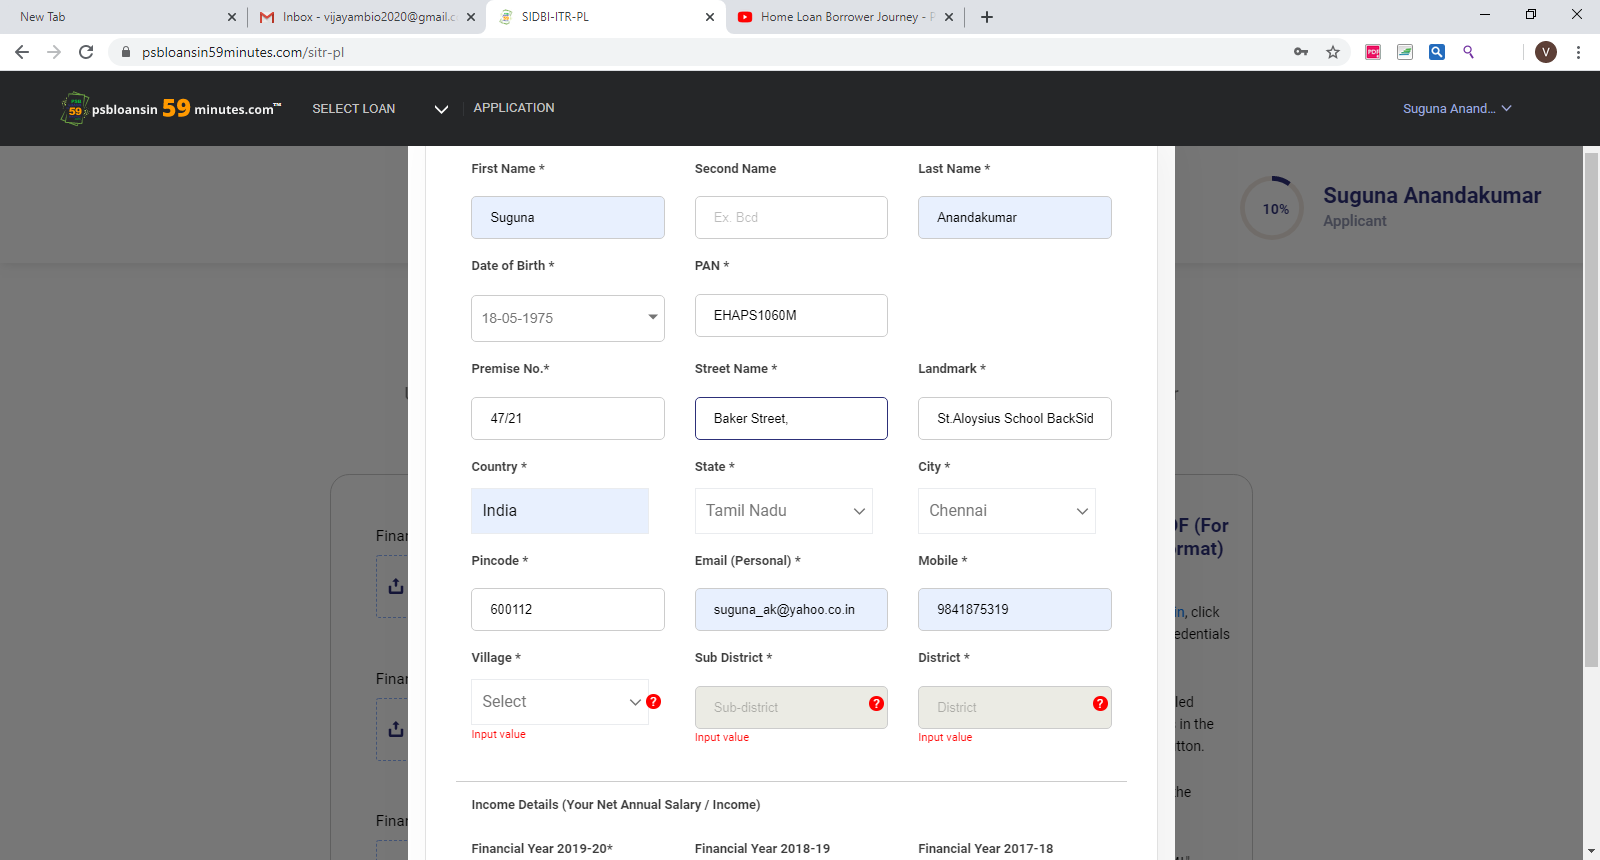 New Tab
Inbox - vijayambio2020@gmail.c
SIDBI-ITR-PL
Home Loan Borrower Journey - P
psbloansin59minutes.com/sitr-pl
V
psbloansin 59 minutes.com™
SELECT LOAN
APPLICATION
Suguna Anand...
10%
Suguna Anandakumar
Applicant
First Name *
Second Name
Last Name *
Suguna
Ex. Bcd
Anandakumar
Date of Birth *
PAN *
18-05-1975
EHAPS1060M
Premise No.*
Street Name *
Landmark *
47/21
Baker Street,
St.Aloysius School BackSid
Country *
State *
City *
India
Tamil Nadu
Chennai
Pincode *
Email (Personal) *
Mobile *
600112
suguna_ak@yahoo.co.in
9841875319
Village *
Sub District *
District *
Select
?
Sub-district
?
District
?
Input value
Input value
Input value
Income Details (Your Net Annual Salary / Income)
Financial Year 2019-20*
Financial Year 2018-19
Financial Year 2017-18
Finar
Finar
Finar
DF (For
rmat)
in, click
edentials
led
t in the
tton.
the